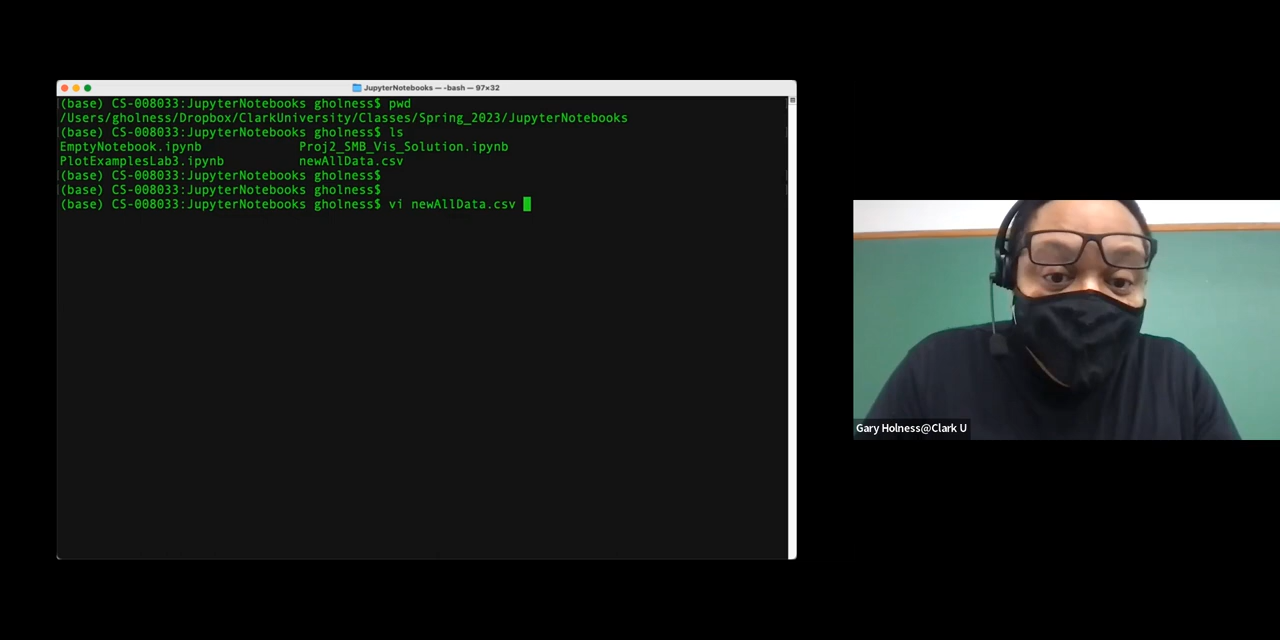 JupyterNotebooks — -bash — 97×32
(base) CS-008033:JupyterNotebooks gholness$ pwd
/Users/gholness/Dropbox/ClarkUniversity/Classes/Spring_2023/JupyterNotebooks
(base) CS-008033:JupyterNotebooks gholness$ ls
EmptyNotebook.ipynb Proj2_SMB_Vis_Solution.ipynb
PlotExamplesLab3.ipynb newAllData.csv
(base) CS-008033:JupyterNotebooks gholness$
(base) CS-008033:JupyterNotebooks gholness$
(base) CS-008033:JupyterNotebooks gholness$ vi newAllData.csv
Gary Holness@Clark U